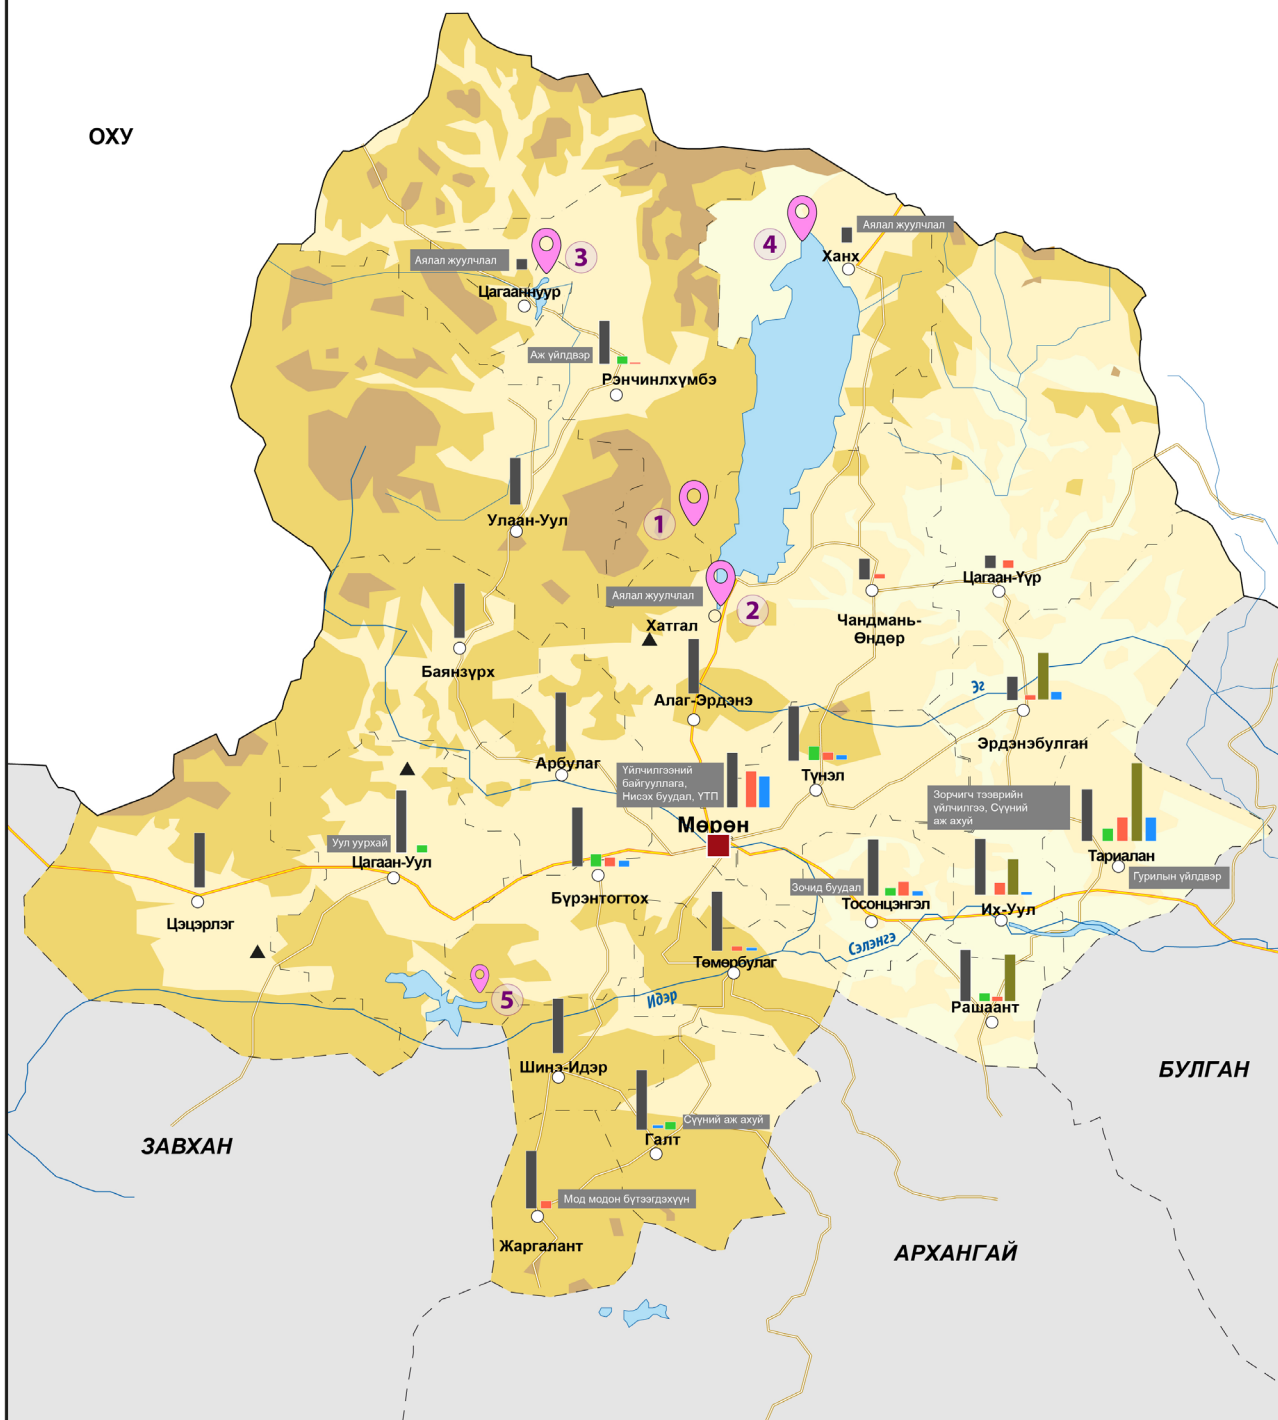 ОХУ
4
Аялал жуулчлал
Ханх
3
Аялал жуулчлал
Цагааннуур
Аж үйлдвэр
Рэнчинлхүмбэ
Улаан-Уул
1
Цагаан-Үүр
Аялал жуулчлал
2
Хатгал
Чандмань-
Өндөр
Баянзүрх
Алаг-Эрдэнэ
Эг
Эрдэнэбулган
Арбулаг
Үйлчилгээний
байгууллага,
Нисэх буудал, ҮТП
Түнэл
Зорчигч тээврийн
үйлчилгээ, Сүүний
аж ахуй
Мөрөн
Уул уурхай
Цагаан-Уул
Тариалан
Гурилын үйлдвэр
Зочид буудал
Тосонцэнгэл
Их-Уул
Бүрэнтогтох
Цэцэрлэг
Сэлэнгэ
Төмөрбулаг
5
Идэр
Рашаант
Шинэ-Идэр
БУЛГАН
Сүүний аж ахуй
Галт
ЗАВХАН
Мод модон бүтээгдэхүүн
Жаргалант
АРХАНГАЙ